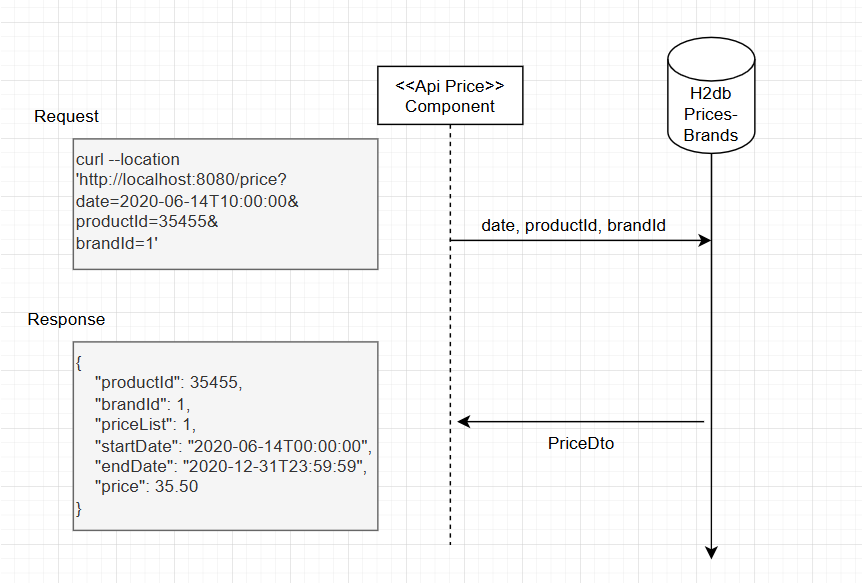 <<Api Price>>
Component
H2db
Prices-
Brands
Request
curl --location
'http://localhost:8080/price?
date=2020-06-14T10:00:00&
productId=35455&
brandId=1'
date, productId, brandId
Response
{
"productId": 35455,
"brandId": 1,
"priceList": 1,
"startDate": "2020-06-14T00:00:00",
"endDate": "2020-12-31T23:59:59",
"price": 35.50
}
PriceDto